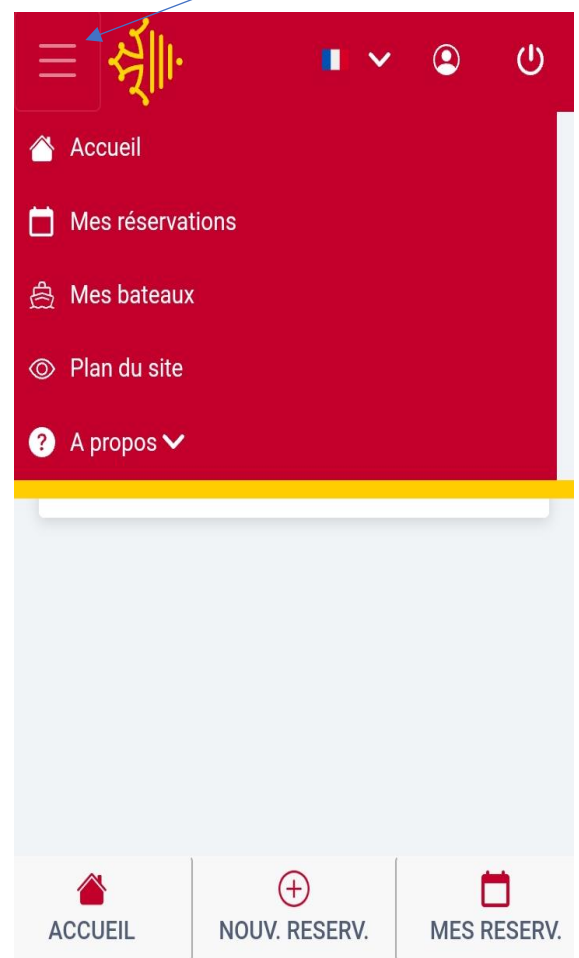 Accueil
Mes réservations
Mes bateaux
Plan du site
? A propos
ACCUEIL
NOUV. RESERV.
MES RESERV.